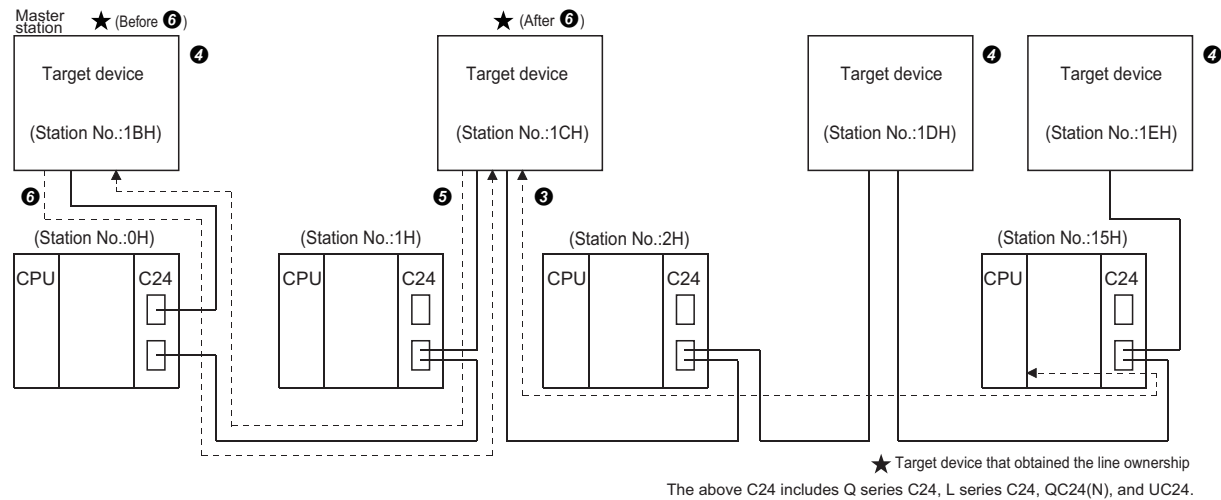 Master station ★ (Before ❻)
★ (After ❻)
Target device
(Station No.:1BH)
❹
Target device
(Station No.:1CH)
Target device
(Station No.:1DH)
❹
Target device
(Station No.:1EH)
❹
❻
❺
❸
(Station No.:0H)
(Station No.:1H)
(Station No.:2H)
(Station No.:15H)
CPU C24
CPU C24
CPU C24
CPU C24
★ Target device that obtained the line ownership
The above C24 includes Q series C24, L series C24, QC24(N), and UC24.